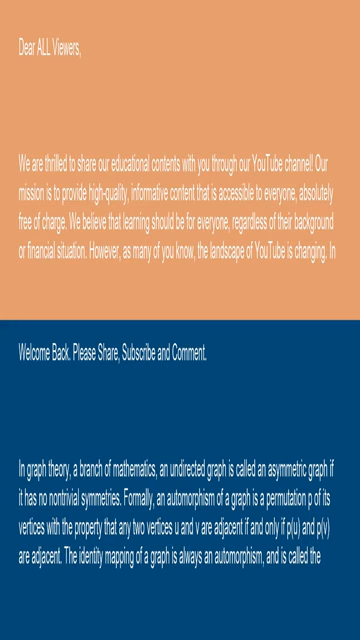 Dear ALL Viewers,
We are thrilled to share our educational contents with you through our YouTube channel! Our
mission is to provide high-quality, informative content that is accessible to everyone, absolutely
free of charge. We believe that learning should be for everyone, regardless of their background
or financial situation. However, as many of you know, the landscape of YouTube is changing. In
Welcome Back. Please Share, Subscribe and Comment.
In graph theory, a branch of mathematics, an undirected graph is called an asymmetric graph if
it has no nontrivial symmetries. Formally, an automorphism of a graph is a permutation p of its
vertices with the property that any two vertices u and v are adjacent if and only if p(u) and p(v)
are adjacent. The identity mapping of a graph is always an automorphism, and is called the